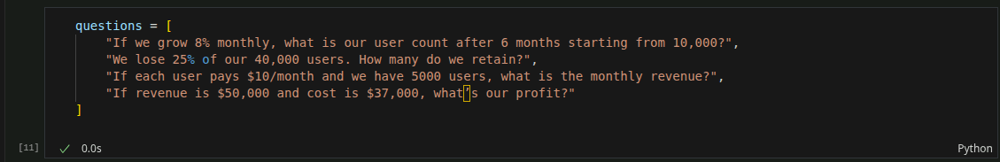 questions = [
    "If we grow 8% monthly, what is our user count after 6 months starting from 10,000?",
    "We lose 25% of our 40,000 users. How many do we retain?",
    "If each user pays $10/month and we have 5000 users, what is the monthly revenue?",
    "If revenue is $50,000 and cost is $37,000, what’s our profit?"
]
[11] ✓ 0.0s Python